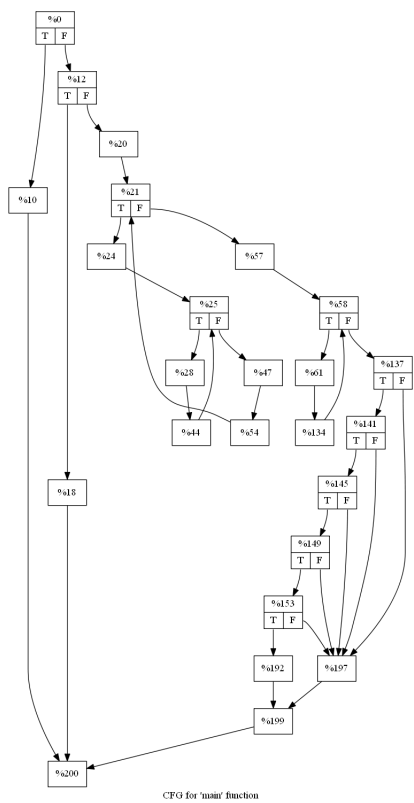 %0
T F
%12
T F
%20
%21
T F
%10
%24
%57
%25
T F
%58
T F
%28
%47
%61
%137
T F
%44
%54
%134
%141
T F
%145
T F
%18
%149
T F
%153
T F
%192
%197
%199
%200
CFG for 'main' function